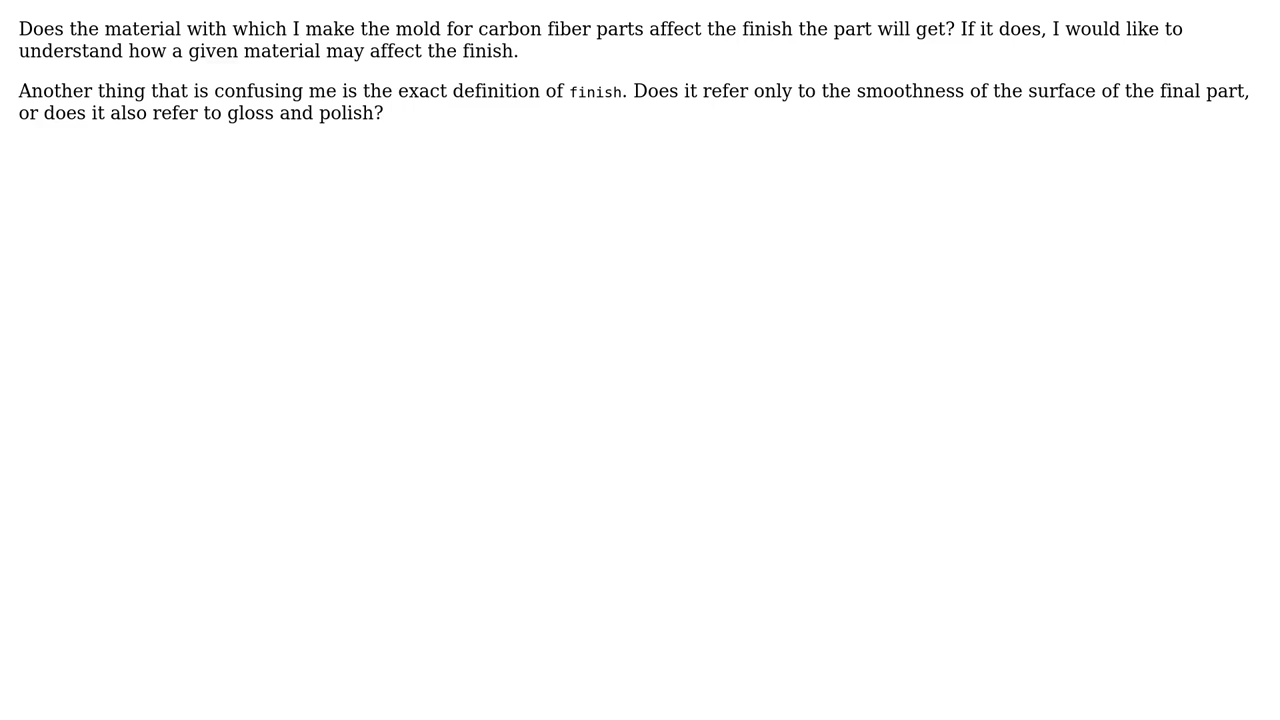 Does the material with which I make the mold for carbon fiber parts affect the finish the part will get? If it does, I would like to
understand how a given material may affect the finish.
Another thing that is confusing me is the exact definition of finish. Does it refer only to the smoothness of the surface of the final part,
or does it also refer to gloss and polish?